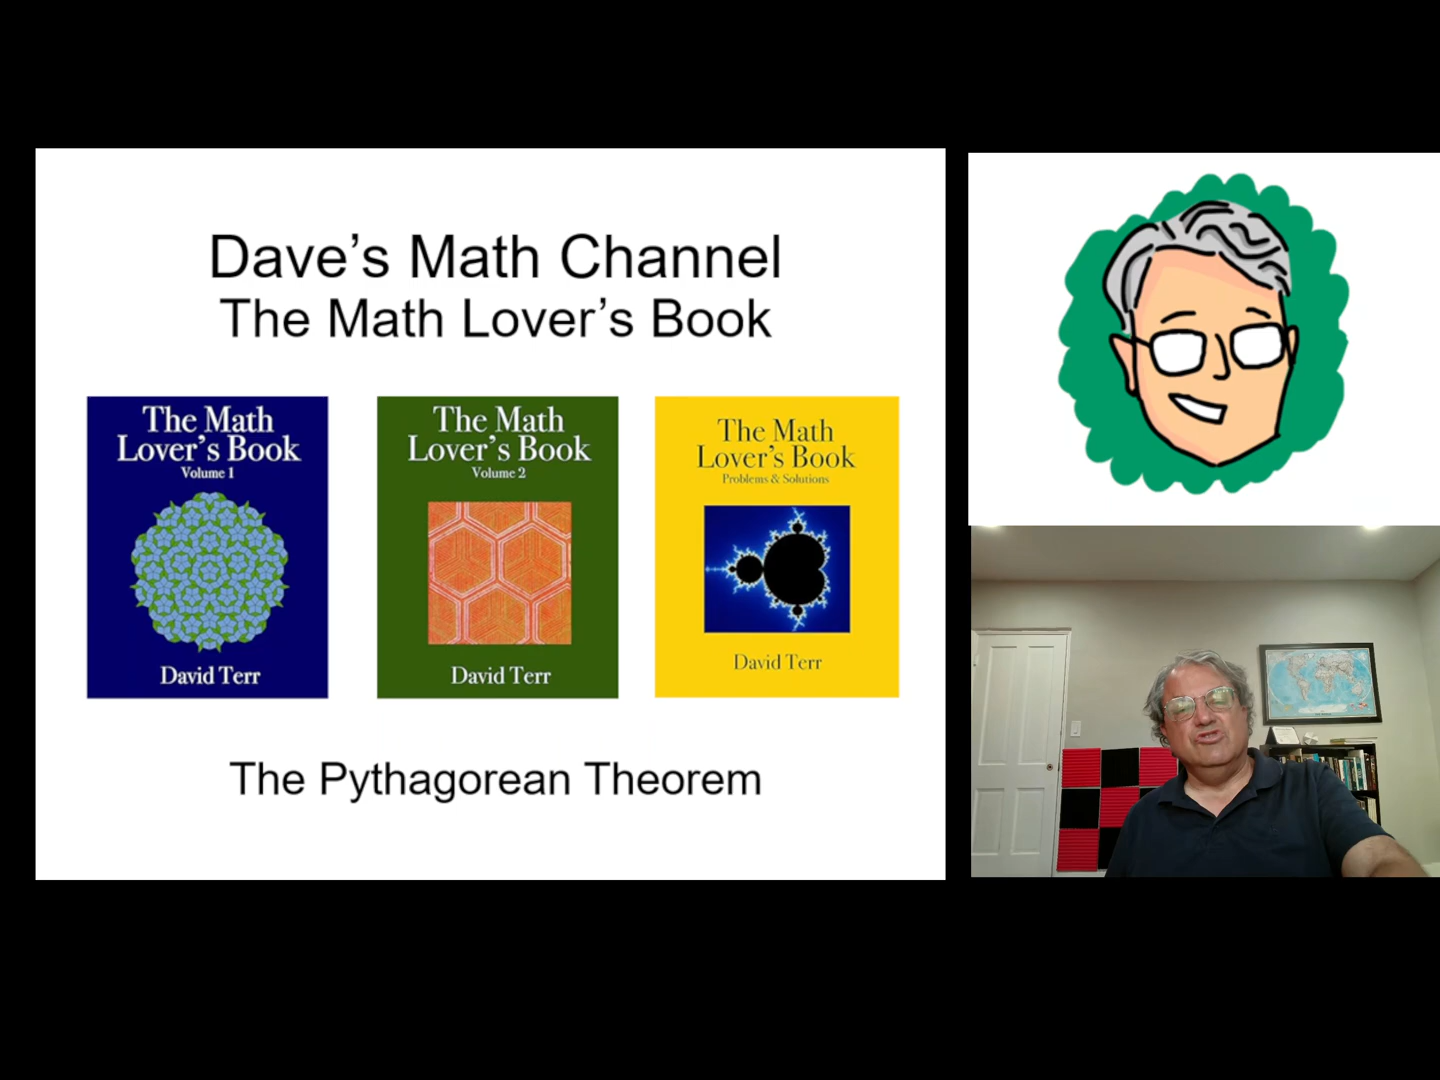 Dave’s Math Channel
The Math Lover’s Book
The Math
Lover’s Book
Volume 1
David Terr
The Math
Lover’s Book
Volume 2
David Terr
The Math
Lover’s Book
Problems & Solutions
David Terr
The Pythagorean Theorem